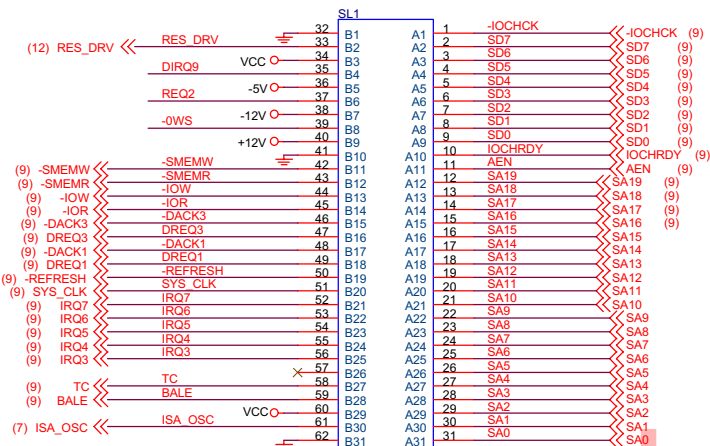 SL1
32 B1 A1 1 -IOCHCK -IOCHCK (9)
(12) RES_DRV RES_DRV 33 B2 A2 2 SD7 SD7 (9)
VCC 34 B3 A3 3 SD6 SD6 (9)
DIRQ9 35 B4 A4 4 SD5 SD5 (9)
-5V 36 B5 A5 5 SD4 SD4 (9)
REQ2 37 B6 A6 6 SD3 SD3 (9)
-12V 38 B7 A7 7 SD2 SD2 (9)
-0WS 39 B8 A8 8 SD1 SD1 (9)
+12V 40 B9 A9 9 SD0 SD0 (9)
41 B10 A10 10 IOCHRDY IOCHRDY (9)
(9) -SMEMW -SMEMW 42 B11 A11 11 AEN AEN (9)
(9) -SMEMR -SMEMR 43 B12 A12 12 SA19 SA19 (9)
(9) -IOW -IOW 44 B13 A13 13 SA18 SA18 (9)
(9) -IOR -IOR 45 B14 A14 14 SA17 SA17 (9)
(9) -DACK3 -DACK3 46 B15 A15 15 SA16 SA16 (9)
(9) DREQ3 DREQ3 47 B16 A16 16 SA15 SA15
(9) -DACK1 -DACK1 48 B17 A17 17 SA14 SA14
(9) DREQ1 DREQ1 49 B18 A18 18 SA13 SA13
(9) -REFRESH -REFRESH 50 B19 A19 19 SA12 SA12
(9) SYS_CLK SYS_CLK 51 B20 A20 20 SA11 SA11
(9) IRQ7 IRQ7 52 B21 A21 21 SA10 SA10
(9) IRQ6 IRQ6 53 B22 A22 22 SA9 SA9
(9) IRQ5 IRQ5 54 B23 A23 23 SA8 SA8
(9) IRQ4 IRQ4 55 B24 A24 24 SA7 SA7
(9) IRQ3 IRQ3 56 B25 A25 25 SA6 SA6
57 B26 A26 26 SA5 SA5
(9) TC TC 58 B27 A27 27 SA4 SA4
(9) BALE BALE 59 B28 A28 28 SA3 SA3
VCC 60 B29 A29 29 SA2 SA2
(7) ISA_OSC ISA_OSC 61 B30 A30 30 SA1 SA1
62 B31 A31 31 SA0 SA0